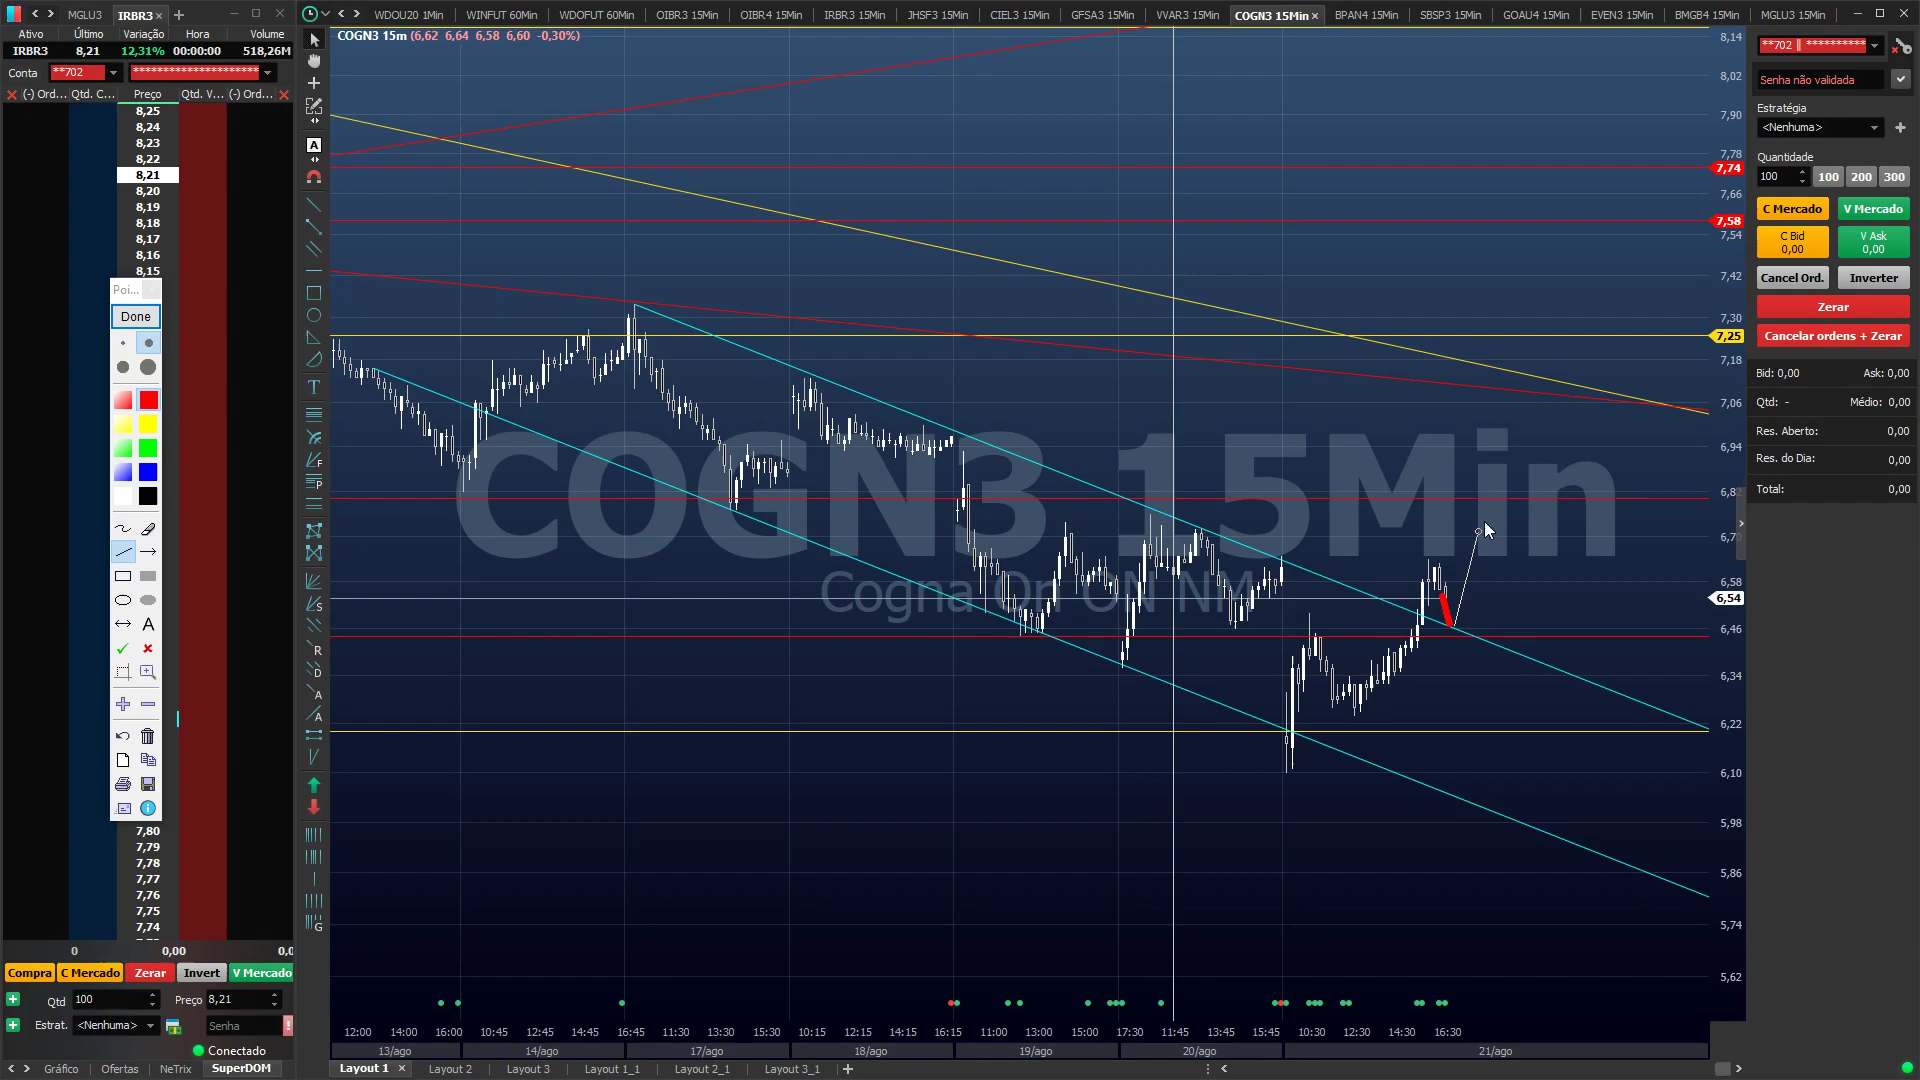 MGLU3 IRBR3
WDOU20 1Min WINFUT 60Min WDOFUT 60Min OIBR3 15Min OIBR4 15Min IRBR3 15Min JHSF3 15Min CIEL3 15Min GFSA3 15Min VVAR3 15Min COGN3 15Min BPAN4 15Min SBSP3 15Min GOAU4 15Min EVEN3 15Min BMGB4 15Min MGLU3 15Min
Ativo Último Variação Hora Volume
IRBR3 8,21 12,31% 00:00:00 518,26M
Conta **702 **********************
(-) Ord... Qtd. C... Preço Qtd. V... (-) Ord...
8,25
8,24
8,23
8,22
8,21
8,20
8,19
8,18
8,17
8,16
8,15
Poi...
Done
A
7,80
7,79
7,78
7,77
7,76
7,75
7,74
0 0,00 0,0
Compra C Mercado Zerar Invert V Mercado
Qtd 100 Preço 8,21
Estrat. <Nenhuma> Senha !
Conectado
Gráfico Ofertas NeTrix SuperDOM
COGN3 15m (6,62 6,64 6,58 6,60 -0,30%)
COGN3 15Min
Cogna On ON NM
8,14
8,02
7,90
7,78
7,74
7,66
7,58
7,54
7,42
7,30
7,25
7,18
7,06
6,94
6,82
6,70
6,58
6,54
6,46
6,34
6,22
6,10
5,98
5,86
5,74
5,62
12:00 14:00 16:00 10:45 12:45 14:45 16:45 11:30 13:30 15:30 10:15 12:15 14:15 16:15 11:00 13:00 15:00 17:30 11:45 13:45 15:45 10:30 12:30 14:30 16:30
13/ago 14/ago 17/ago 18/ago 19/ago 20/ago 21/ago
Layout 1 Layout 2 Layout 3 Layout 1_1 Layout 2_1 Layout 3_1
**702 || **********
Senha não validada
Estratégia
<Nenhuma>
Quantidade
100 100 200 300
C Mercado V Mercado
C Bid V Ask
0,00 0,00
Cancel Ord. Inverter
Zerar
Cancelar ordens + Zerar
Bid: 0,00 Ask: 0,00
Qtd: - Médio: 0,00
Res. Aberto: 0,00
Res. do Dia: 0,00
Total: 0,00